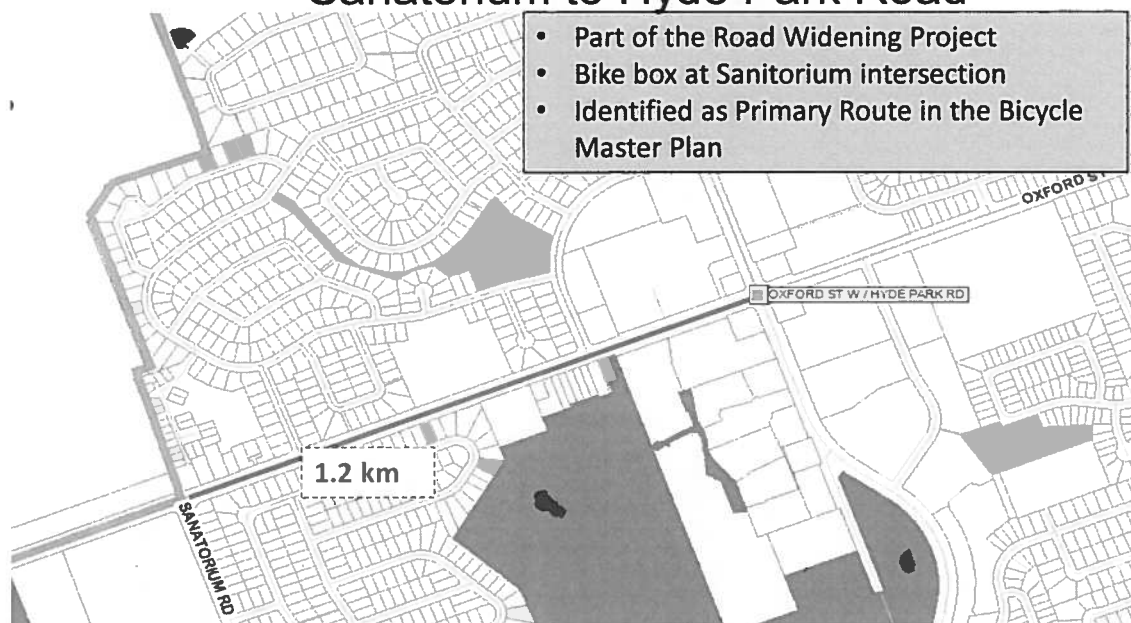 Sanatorium to Hyde Park Road
• Part of the Road Widening Project
• Bike box at Sanitorium intersection
• Identified as Primary Route in the Bicycle
Master Plan
OXFORD ST
OXFORD ST W / HYDE PARK RD
1.2 km
SANATORIUM RD